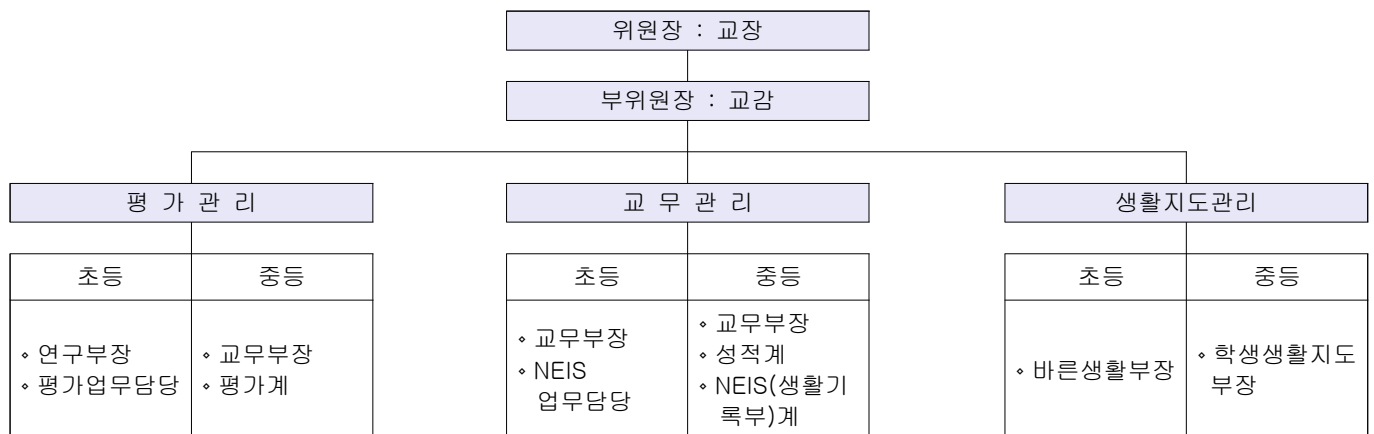 위원장 : 교장
부위원장 : 교감
평 가 관 리
교 무 관 리
생활지도관리
초등
중등
초등
중등
초등
중등
⋄ 연구부장
⋄ 평가업무담당
⋄ 교무부장
⋄ 평가계
⋄ 교무부장
⋄ NEIS
업무담당
⋄ 교무부장
⋄ 성적계
⋄ NEIS(생활기
록부)계
⋄ 바른생활부장
⋄ 학생생활지도
부장